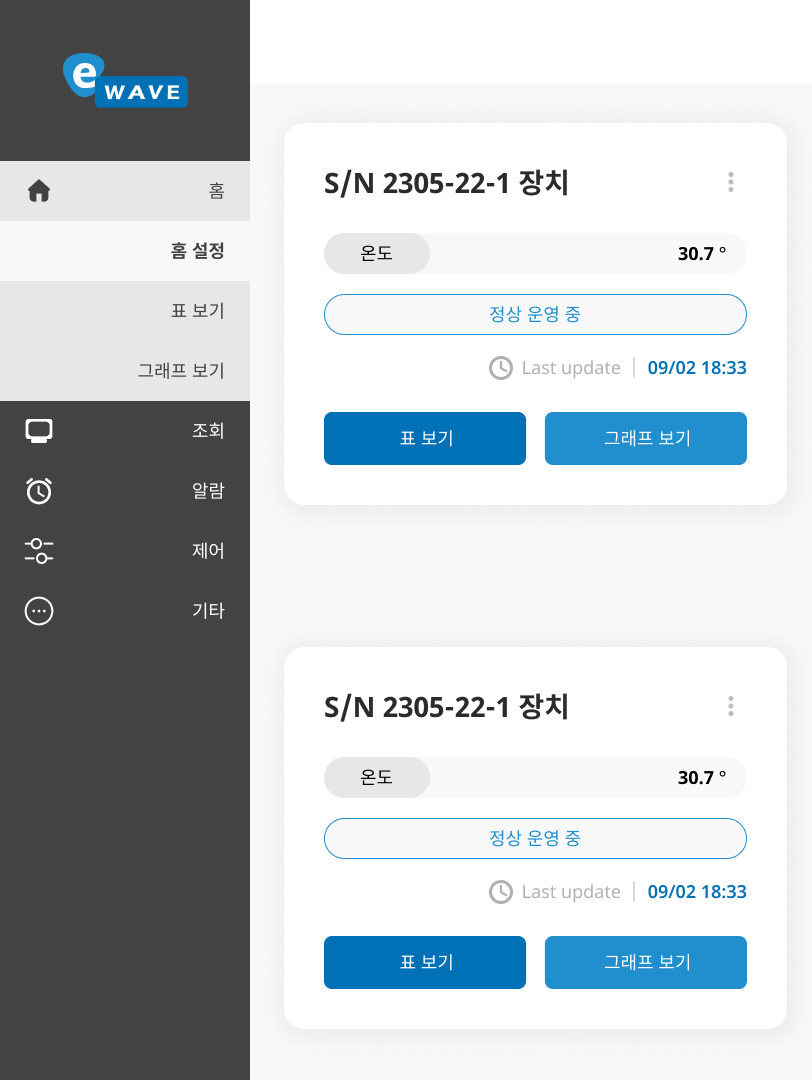 e
WAVE
홈
홈 설정
표 보기
그래프 보기
조회
알람
제어
기타
S/N 2305-22-1 장치
온도 30.7 °
정상 운영 중
Last update | 09/02 18:33
표 보기 그래프 보기
S/N 2305-22-1 장치
온도 30.7 °
정상 운영 중
Last update | 09/02 18:33
표 보기 그래프 보기